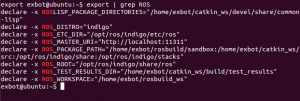 exbot@ubuntu:~$ export | grep ROS
declare -x ROSLISP_PACKAGE_DIRECTORIES="/home/exbot/catkin_ws/devel/share/common
-lisp"
declare -x ROS_DISTRO="indigo"
declare -x ROS_ETC_DIR="/opt/ros/indigo/etc/ros"
declare -x ROS_MASTER_URI="http://localhost:11311"
declare -x ROS_PACKAGE_PATH="/home/exbot/rosbuild/sandbox:/home/exbot/catkin_ws/
src:/opt/ros/indigo/share:/opt/ros/indigo/stacks"
declare -x ROS_ROOT="/opt/ros/indigo/share/ros"
declare -x ROS_TEST_RESULTS_DIR="/home/exbot/catkin_ws/build/test_results"
declare -x ROS_WORKSPACE="/home/exbot/rosbuild_ws"
exbot@ubuntu:~$